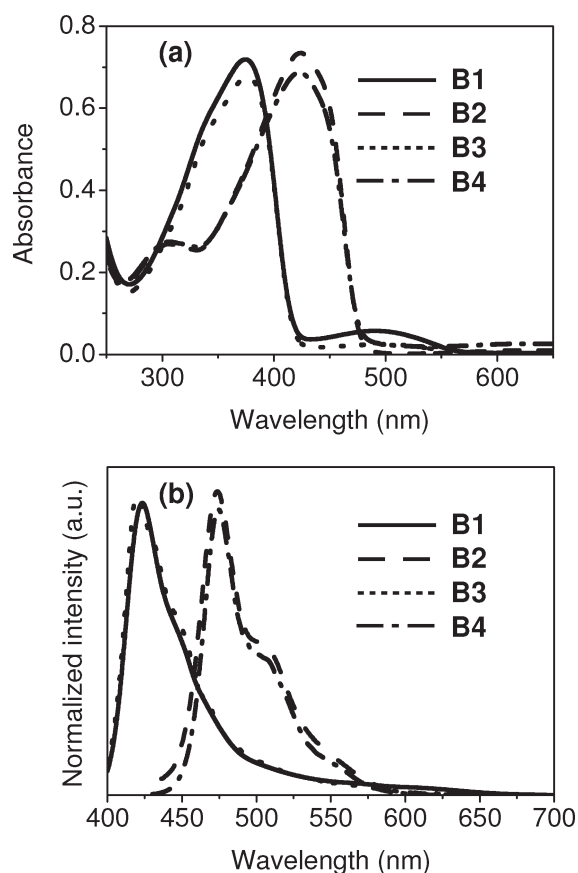 (a)
B1
B2
B3
B4
0.8
0.6
0.4
0.2
0.0
Absorbance
300 400 500 600
Wavelength (nm)
(b)
B1
B2
B3
B4
Normalized intensity (a.u.)
400 450 500 550 600 650 700
Wavelength (nm)